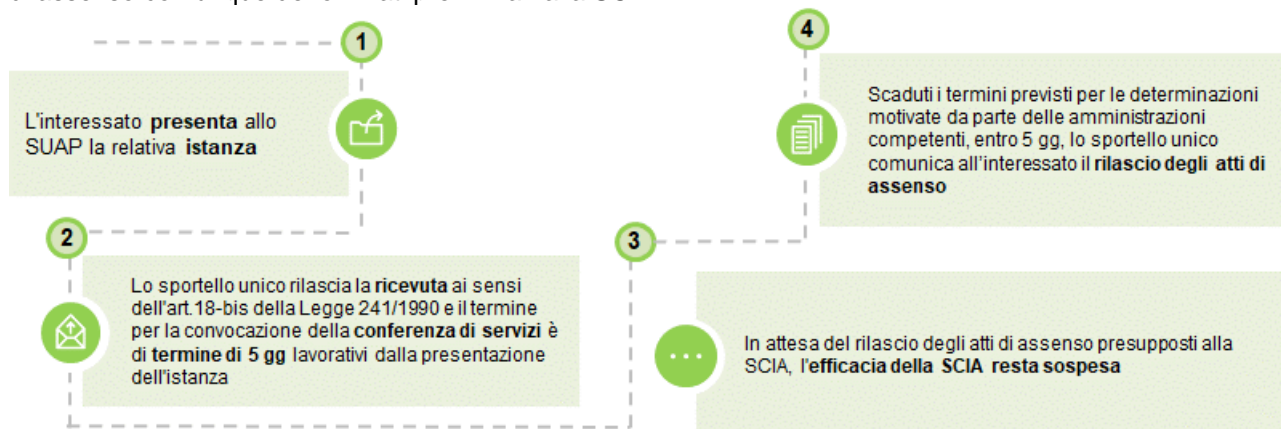 1
L'interessato presenta allo
SUAP la relativa istanza
2
Lo sportello unico rilascia la ricevuta ai sensi
dell'art.18-bis della Legge 241/1990 e il termine
per la convocazione della conferenza di servizi è
di termine di 5 gg lavorativi dalla presentazione
dell'istanza
3
In attesa del rilascio degli atti di assenso presupposti alla
SCIA, l'efficacia della SCIA resta sospesa
4
Scaduti i termini previsti per le determinazioni
motivate da parte delle amministrazioni
competenti, entro 5 gg, lo sportello unico
comunica all'interessato il rilascio degli atti di
assenso